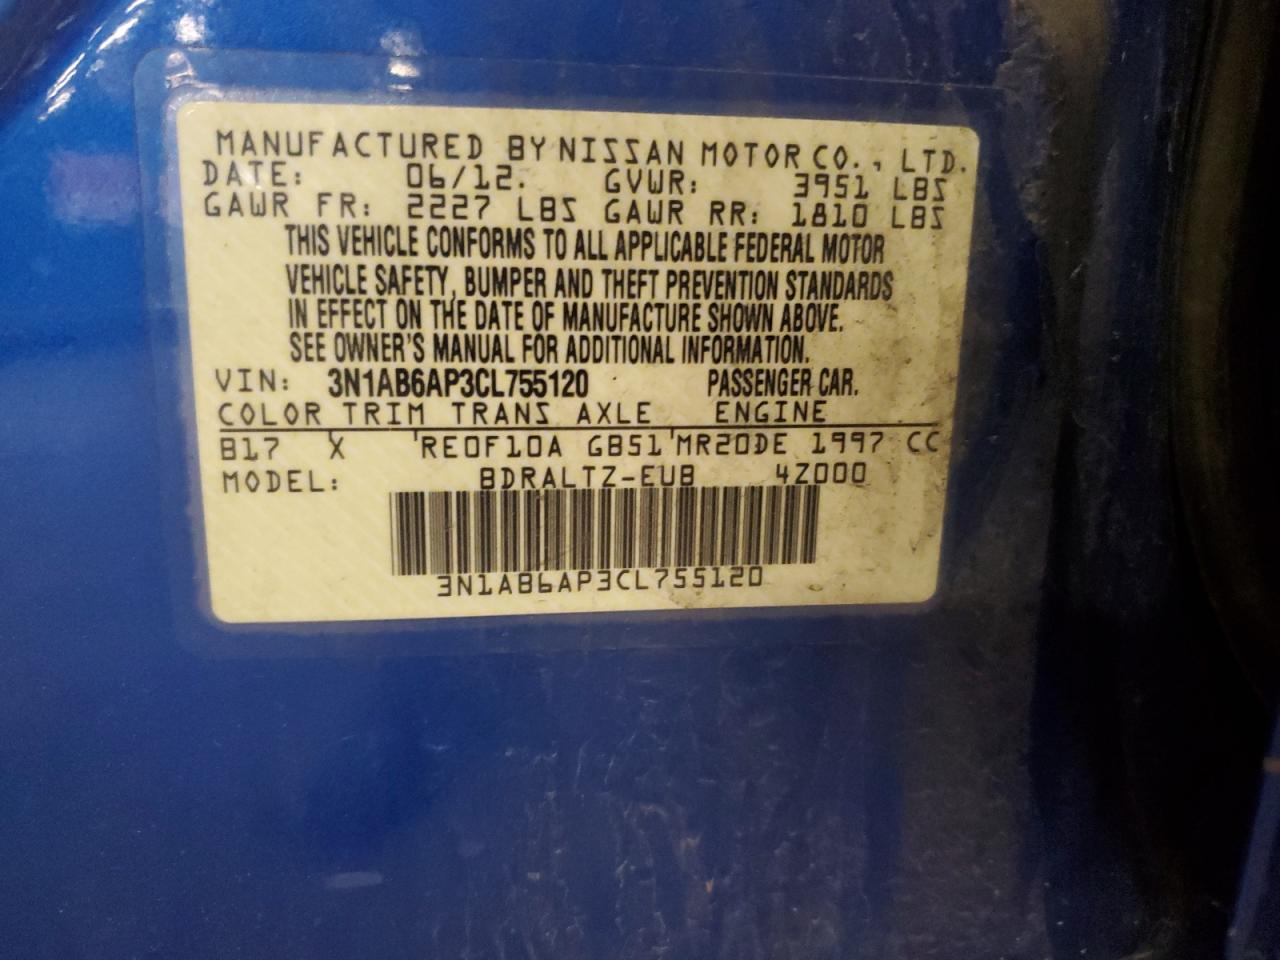 MANUFACTURED BY NISSAN MOTOR CO., LTD.
DATE: 06/12. GVWR: 3951 LBS
GAWR FR: 2227 LBS GAWR RR: 1810 LBS
THIS VEHICLE CONFORMS TO ALL APPLICABLE FEDERAL MOTOR
VEHICLE SAFETY, BUMPER AND THEFT PREVENTION STANDARDS
IN EFFECT ON THE DATE OF MANUFACTURE SHOWN ABOVE.
SEE OWNER'S MANUAL FOR ADDITIONAL INFORMATION.
VIN: 3N1AB6AP3CL755120 PASSENGER CAR.
COLOR TRIM TRANS AXLE ENGINE
B17 X RE0F10A GB51 MR20DE 1997 CC
MODEL: BDRALTZ-EUB 4Z000
3N1AB6AP3CL755120